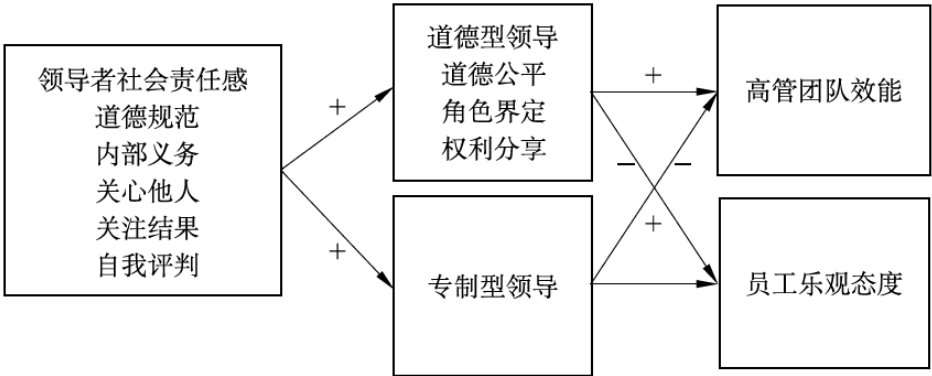 领导者社会责任感
道德规范
内部义务
关心他人
关注结果
自我评判
+
+
道德型领导
道德公平
角色界定
权利分享
专制型领导
+
−
−
+
高管团队效能
员工乐观态度